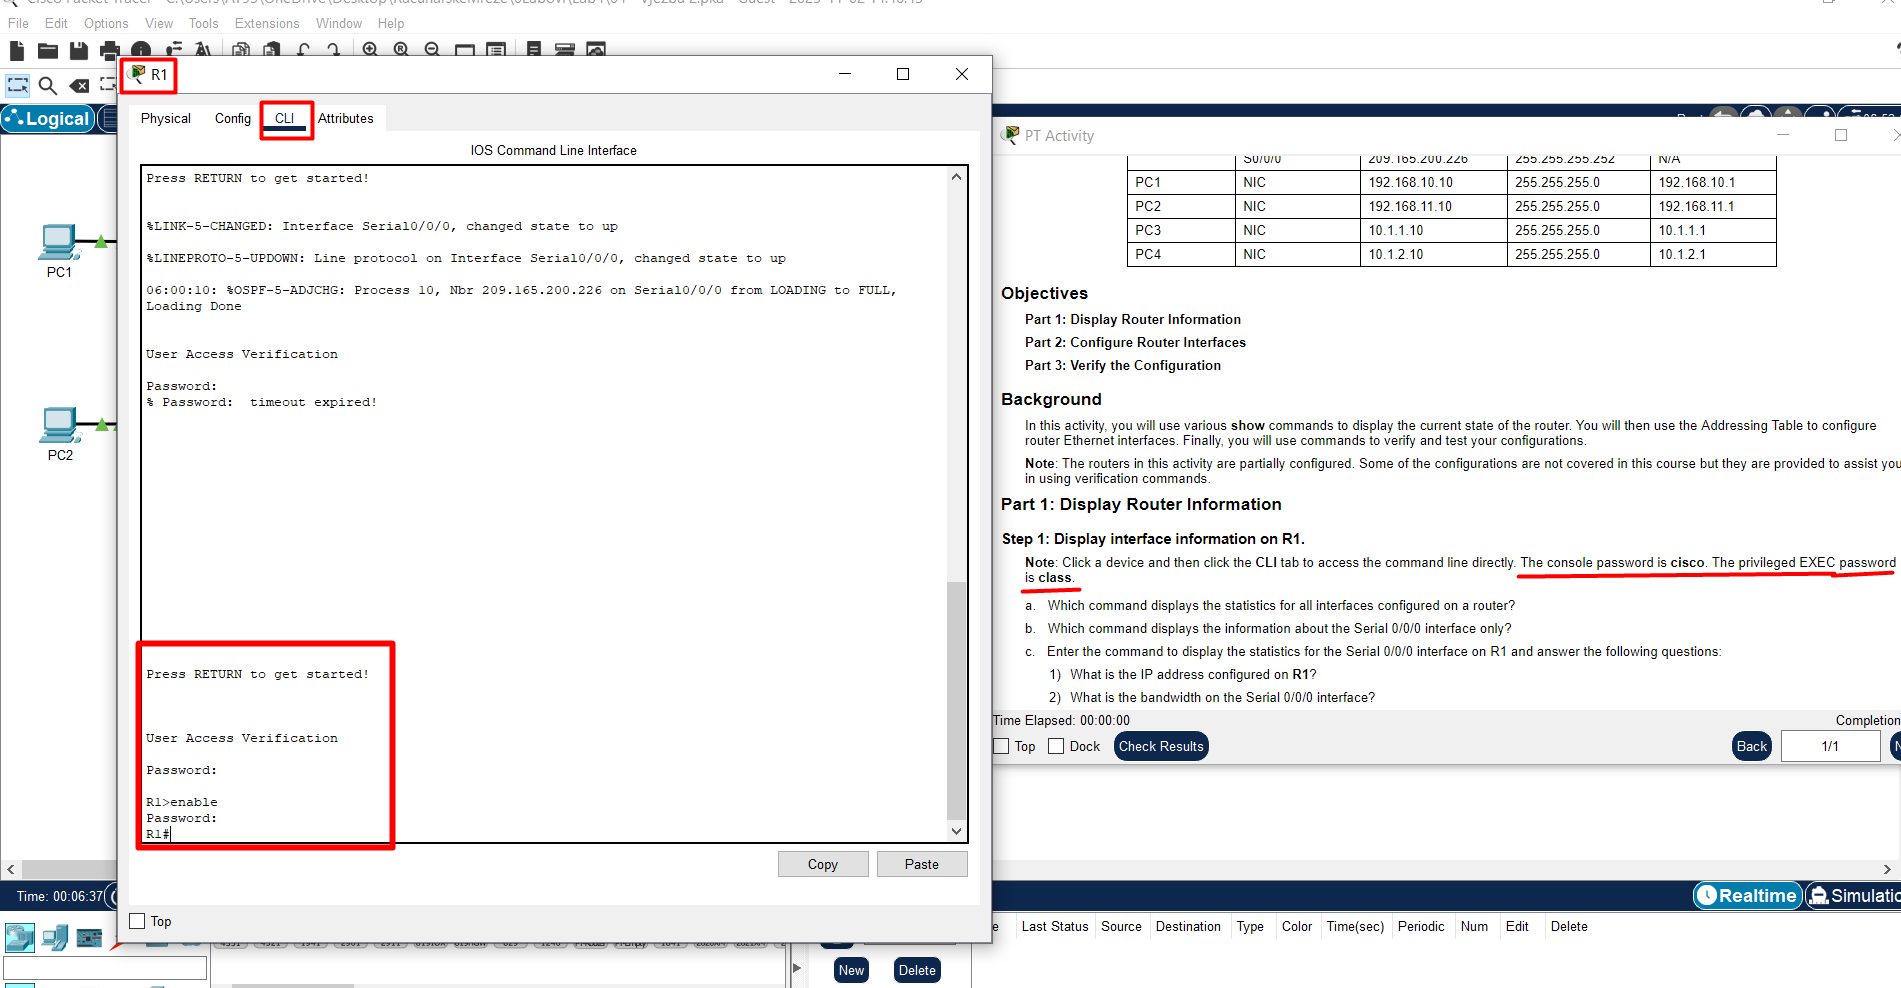 File Edit Options View Tools Extensions Window Help
Logical
PC1
PC2
R1
Physical Config CLI Attributes
IOS Command Line Interface
Press RETURN to get started!
%LINK-5-CHANGED: Interface Serial0/0/0, changed state to up
%LINEPROTO-5-UPDOWN: Line protocol on Interface Serial0/0/0, changed state to up
06:00:10: %OSPF-5-ADJCHG: Process 10, Nbr 209.165.200.226 on Serial0/0/0 from LOADING to FULL,
Loading Done
User Access Verification
Password:
% Password:  timeout expired!
Press RETURN to get started!
User Access Verification
Password:
R1>enable
Password:
R1#
Copy Paste
Top
PT Activity
S0/0/0 209.165.200.226 255.255.255.252 N/A
PC1 NIC 192.168.10.10 255.255.255.0 192.168.10.1
PC2 NIC 192.168.11.10 255.255.255.0 192.168.11.1
PC3 NIC 10.1.1.10 255.255.255.0 10.1.1.1
PC4 NIC 10.1.2.10 255.255.255.0 10.1.2.1
Objectives
Part 1: Display Router Information
Part 2: Configure Router Interfaces
Part 3: Verify the Configuration
Background
In this activity, you will use various show commands to display the current state of the router. You will then use the Addressing Table to configure
router Ethernet interfaces. Finally, you will use commands to verify and test your configurations.
Note: The routers in this activity are partially configured. Some of the configurations are not covered in this course but they are provided to assist you
in using verification commands.
Part 1: Display Router Information
Step 1: Display interface information on R1.
Note: Click a device and then click the CLI tab to access the command line directly. The console password is cisco. The privileged EXEC password
is class.
a. Which command displays the statistics for all interfaces configured on a router?
b. Which command displays the information about the Serial 0/0/0 interface only?
c. Enter the command to display the statistics for the Serial 0/0/0 interface on R1 and answer the following questions:
1) What is the IP address configured on R1?
2) What is the bandwidth on the Serial 0/0/0 interface?
Time Elapsed: 00:00:00 Completion
Top Dock Check Results Back 1/1
Time: 00:06:37
Realtime Simulatio
Last Status Source Destination Type Color Time(sec) Periodic Num Edit Delete
New Delete